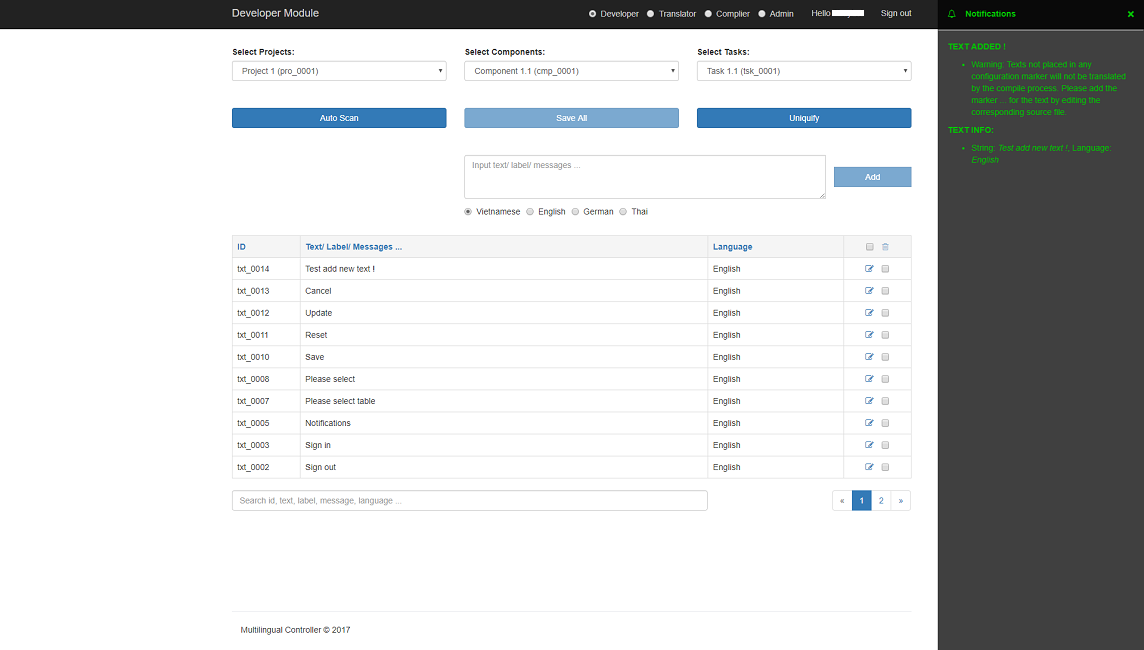 Developer Module
Developer Translator Complier Admin Hello Sign out
Notifications ×
Select Projects: Select Components: Select Tasks:
Project 1 (pro_0001) Component 1.1 (cmp_0001) Task 1.1 (tsk_0001)
Auto Scan Save All Uniquify
Input text/ label/ messages ...
Add
Vietnamese English German Thai
ID Text/ Label/ Messages ... Language
txt_0014 Test add new text ! English
txt_0013 Cancel English
txt_0012 Update English
txt_0011 Reset English
txt_0010 Save English
txt_0008 Please select English
txt_0007 Please select table English
txt_0005 Notifications English
txt_0003 Sign in English
txt_0002 Sign out English
Search id, text, label, message, language ...
« 1 2 »
Multilingual Controller © 2017
TEXT ADDED !
Warning: Texts not placed in any
configuration marker will not be translated
by the compile process. Please add the
marker ... for the text by editing the
corresponding source file.
TEXT INFO:
String: Test add new text !, Language:
English